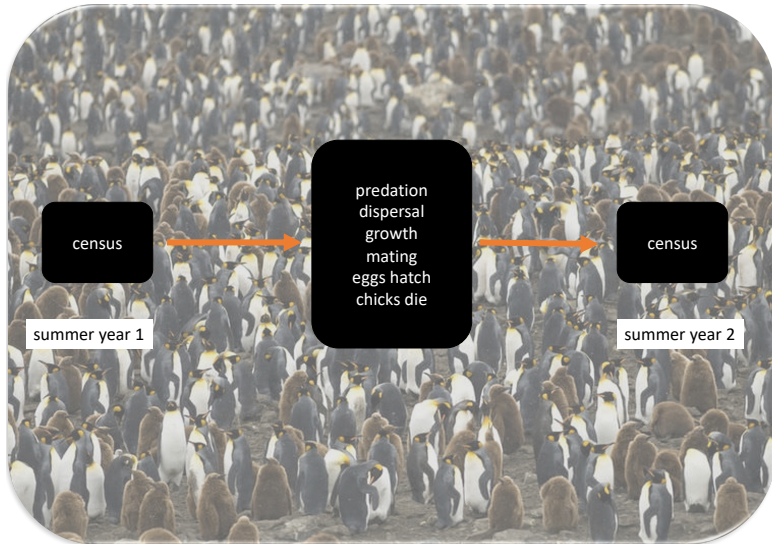 census
predation
dispersal
growth
mating
eggs hatch
chicks die
census
summer year 1
summer year 2